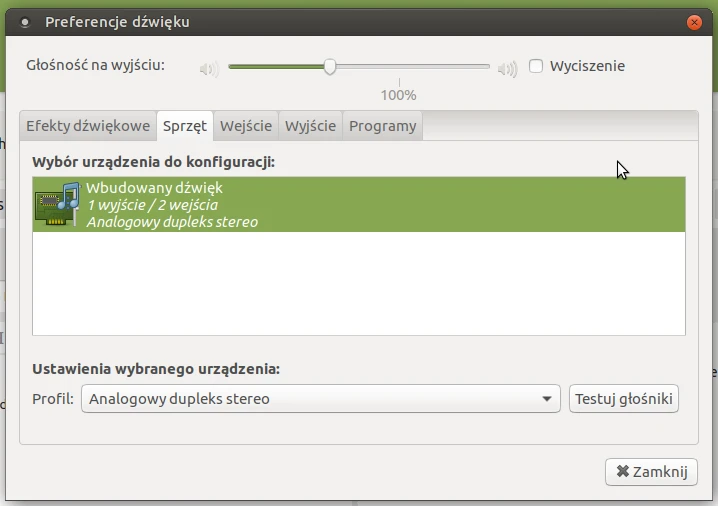 Preferencje dźwięku
Głośność na wyjściu:
Wyciszenie
100%
Efekty dźwiękowe Sprzęt Wejście Wyjście Programy
Wybór urządzenia do konfiguracji:
Wbudowany dźwięk
1 wyjście / 2 wejścia
Analogowy dupleks stereo
Ustawienia wybranego urządzenia:
Profil: Analogowy dupleks stereo Testuj głośniki
Zamknij